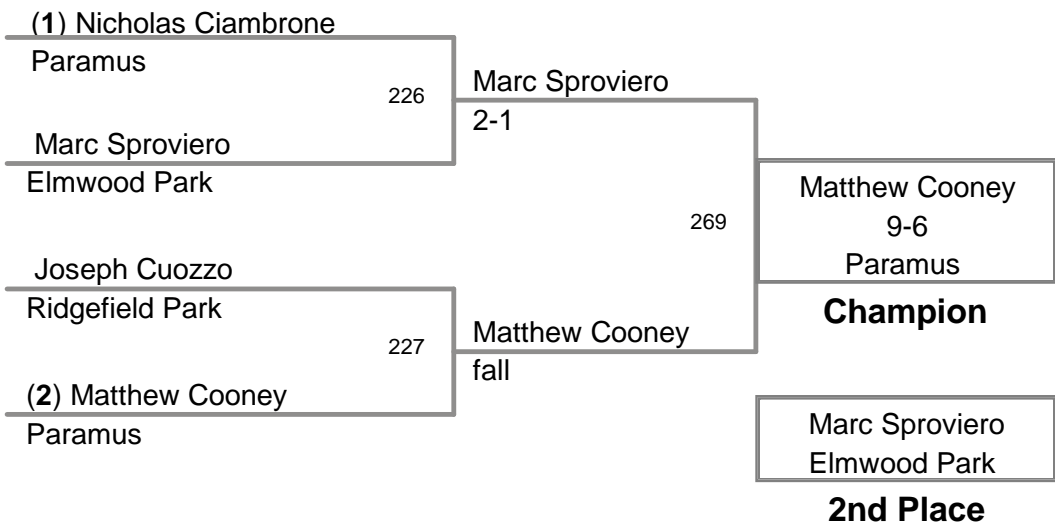 (1) Nicholas Ciambrone
Paramus
226
Marc Sproviero
2-1
Marc Sproviero
Elmwood Park
269
Matthew Cooney
9-6
Paramus
Champion
Joseph Cuozzo
Ridgefield Park
227
Matthew Cooney
fall
(2) Matthew Cooney
Paramus
Marc Sproviero
Elmwood Park
2nd Place